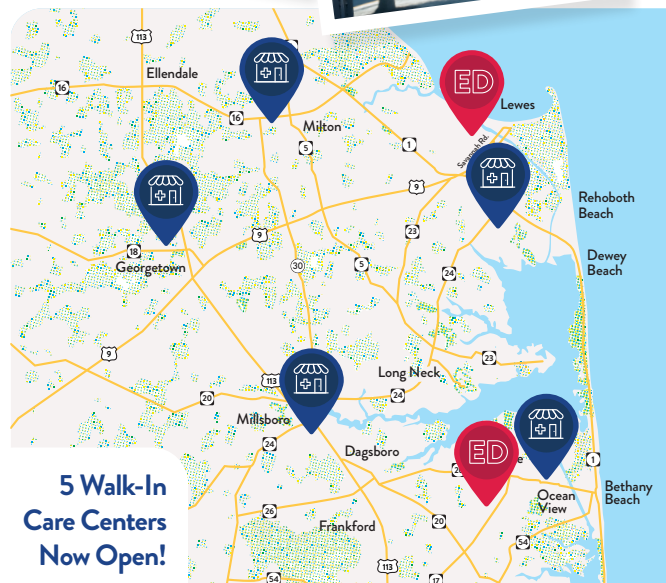 113
Ellendale
16
16
Milton
5
ED
Lewes
1
Savannah Rd.
9
Rehoboth
Beach
23
9
18
Georgetown
30
5
24
Dewey
Beach
9
23
Long Neck
113
20
24
Millsboro
24
Dagsboro
ED
1
Ocean
View
Bethany
Beach
5 Walk-In
Care Centers
Now Open!
26
Frankford
20
54
113
54
17